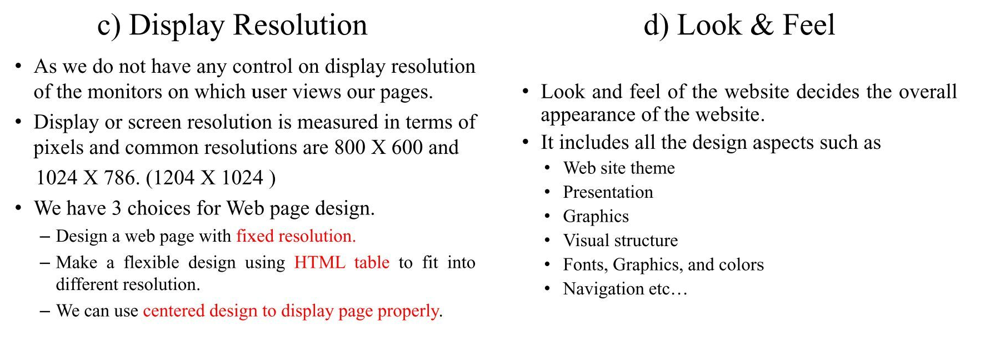 c) Display Resolution
• As we do not have any control on display resolution
of the monitors on which user views our pages.
• Display or screen resolution is measured in terms of
pixels and common resolutions are 800 X 600 and
1024 X 786. (1204 X 1024 )
• We have 3 choices for Web page design.
– Design a web page with fixed resolution.
– Make a flexible design using HTML table to fit into
different resolution.
– We can use centered design to display page properly.
d) Look & Feel
• Look and feel of the website decides the overall
appearance of the website.
• It includes all the design aspects such as
• Web site theme
• Presentation
• Graphics
• Visual structure
• Fonts, Graphics, and colors
• Navigation etc…